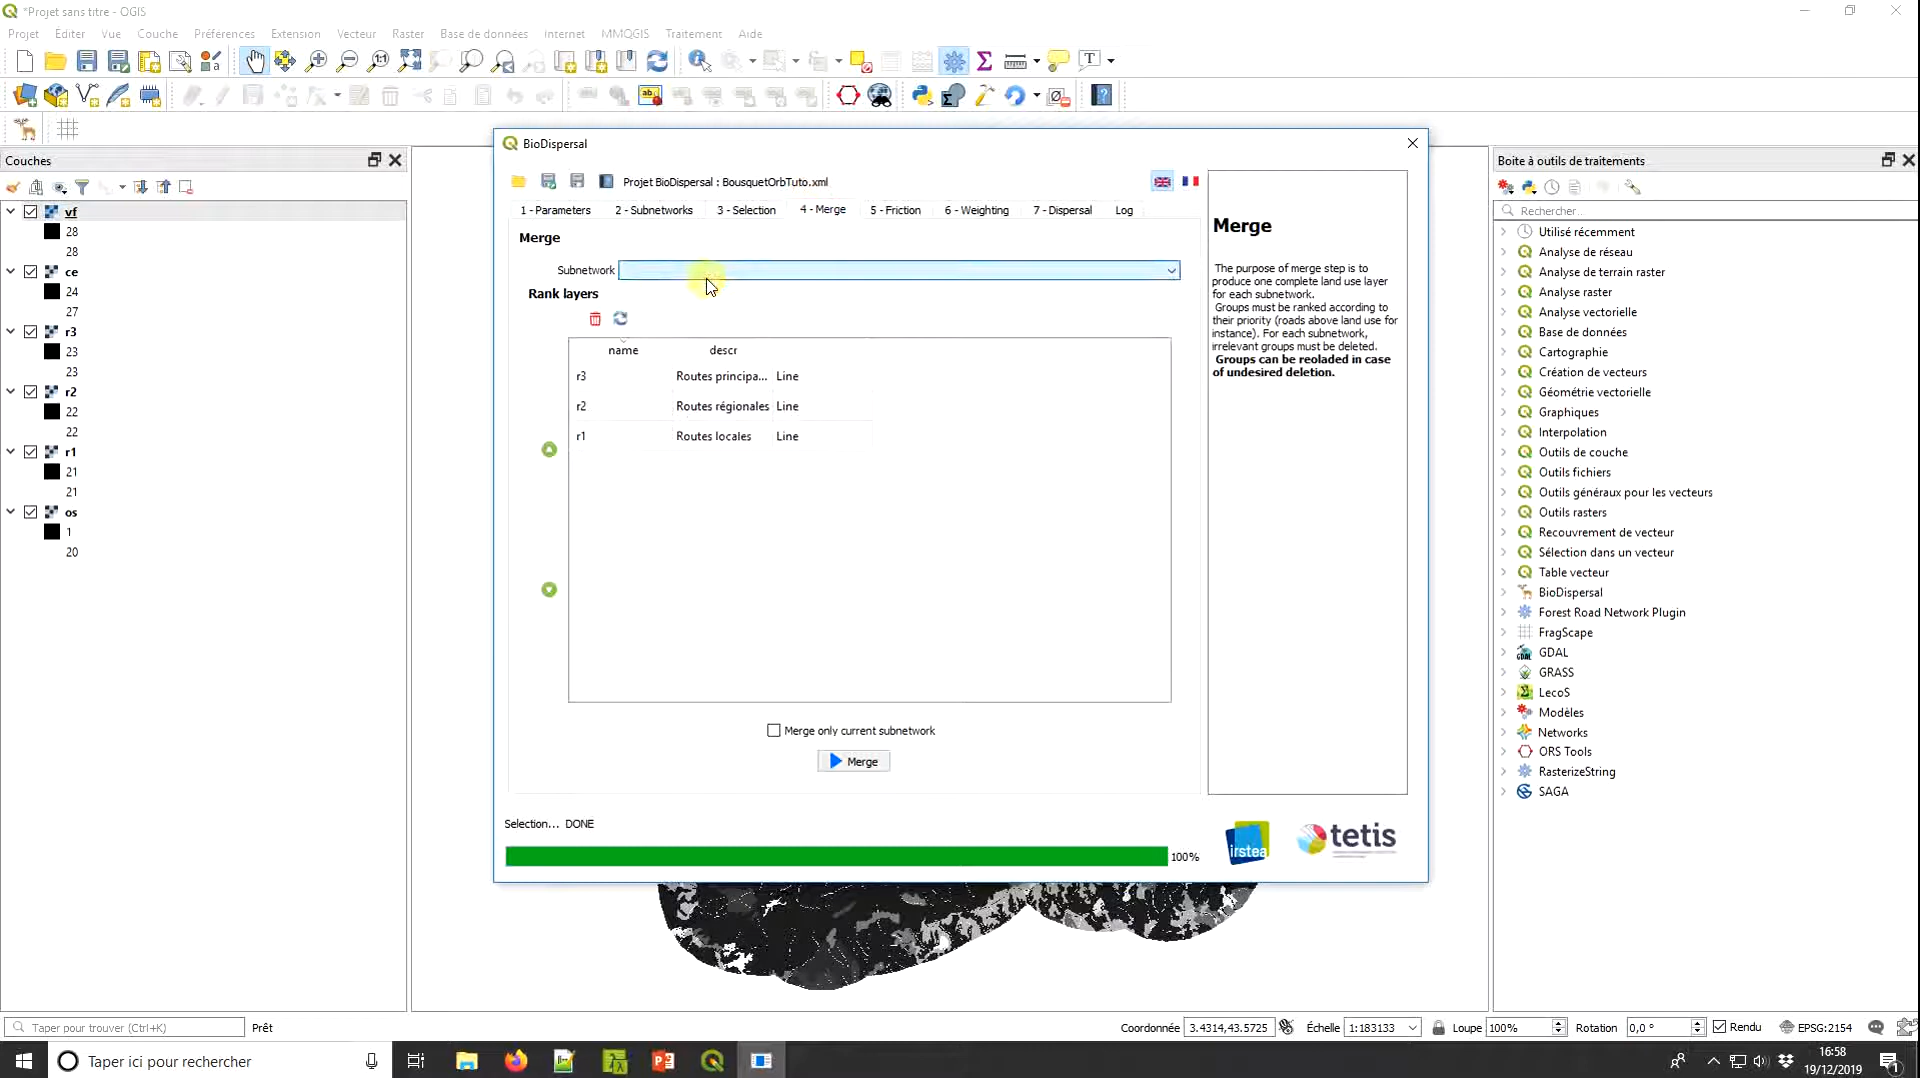 *Projet sans titre - QGIS
Projet Éditer Vue Couche Préférences Extension Vecteur Raster Base de données Internet MMQGIS Traitement Aide
Couches
vf
28
28
ce
24
27
r3
23
23
r2
22
22
r1
21
21
os
1
20
BioDispersal
Projet BioDispersal : BousquetOrbTuto.xml
1 - Parameters 2 - Subnetworks 3 - Selection 4 - Merge 5 - Friction 6 - Weighting 7 - Dispersal Log
Merge
Subnetwork
Rank layers
name descr
r3 Routes principa... Line
r2 Routes régionales Line
r1 Routes locales Line
Merge only current subnetwork
Merge
Selection... DONE
100%
Merge
The purpose of merge step is to
produce one complete land use layer
for each subnetwork.
Groups must be ranked according to
their priority (roads above land use for
instance). For each subnetwork,
irrelevant groups must be deleted.
Groups can be reoladed in case
of undesired deletion.
irstea
tetis
Boite à outils de traitements
Rechercher...
Utilisé récemment
Analyse de réseau
Analyse de terrain raster
Analyse raster
Analyse vectorielle
Base de données
Cartographie
Création de vecteurs
Géométrie vectorielle
Graphiques
Interpolation
Outils de couche
Outils fichiers
Outils généraux pour les vecteurs
Outils rasters
Recouvrement de vecteur
Sélection dans un vecteur
Table vecteur
BioDispersal
Forest Road Network Plugin
FragScape
GDAL
GRASS
LecoS
Modèles
Networks
ORS Tools
RasterizeString
SAGA
Taper pour trouver (Ctrl+K) Prêt Coordonnée 3.4314,43.5725 Échelle 1:183133 Loupe 100% Rotation 0,0 ° Rendu EPSG:2154
Taper ici pour rechercher
16:58
19/12/2019